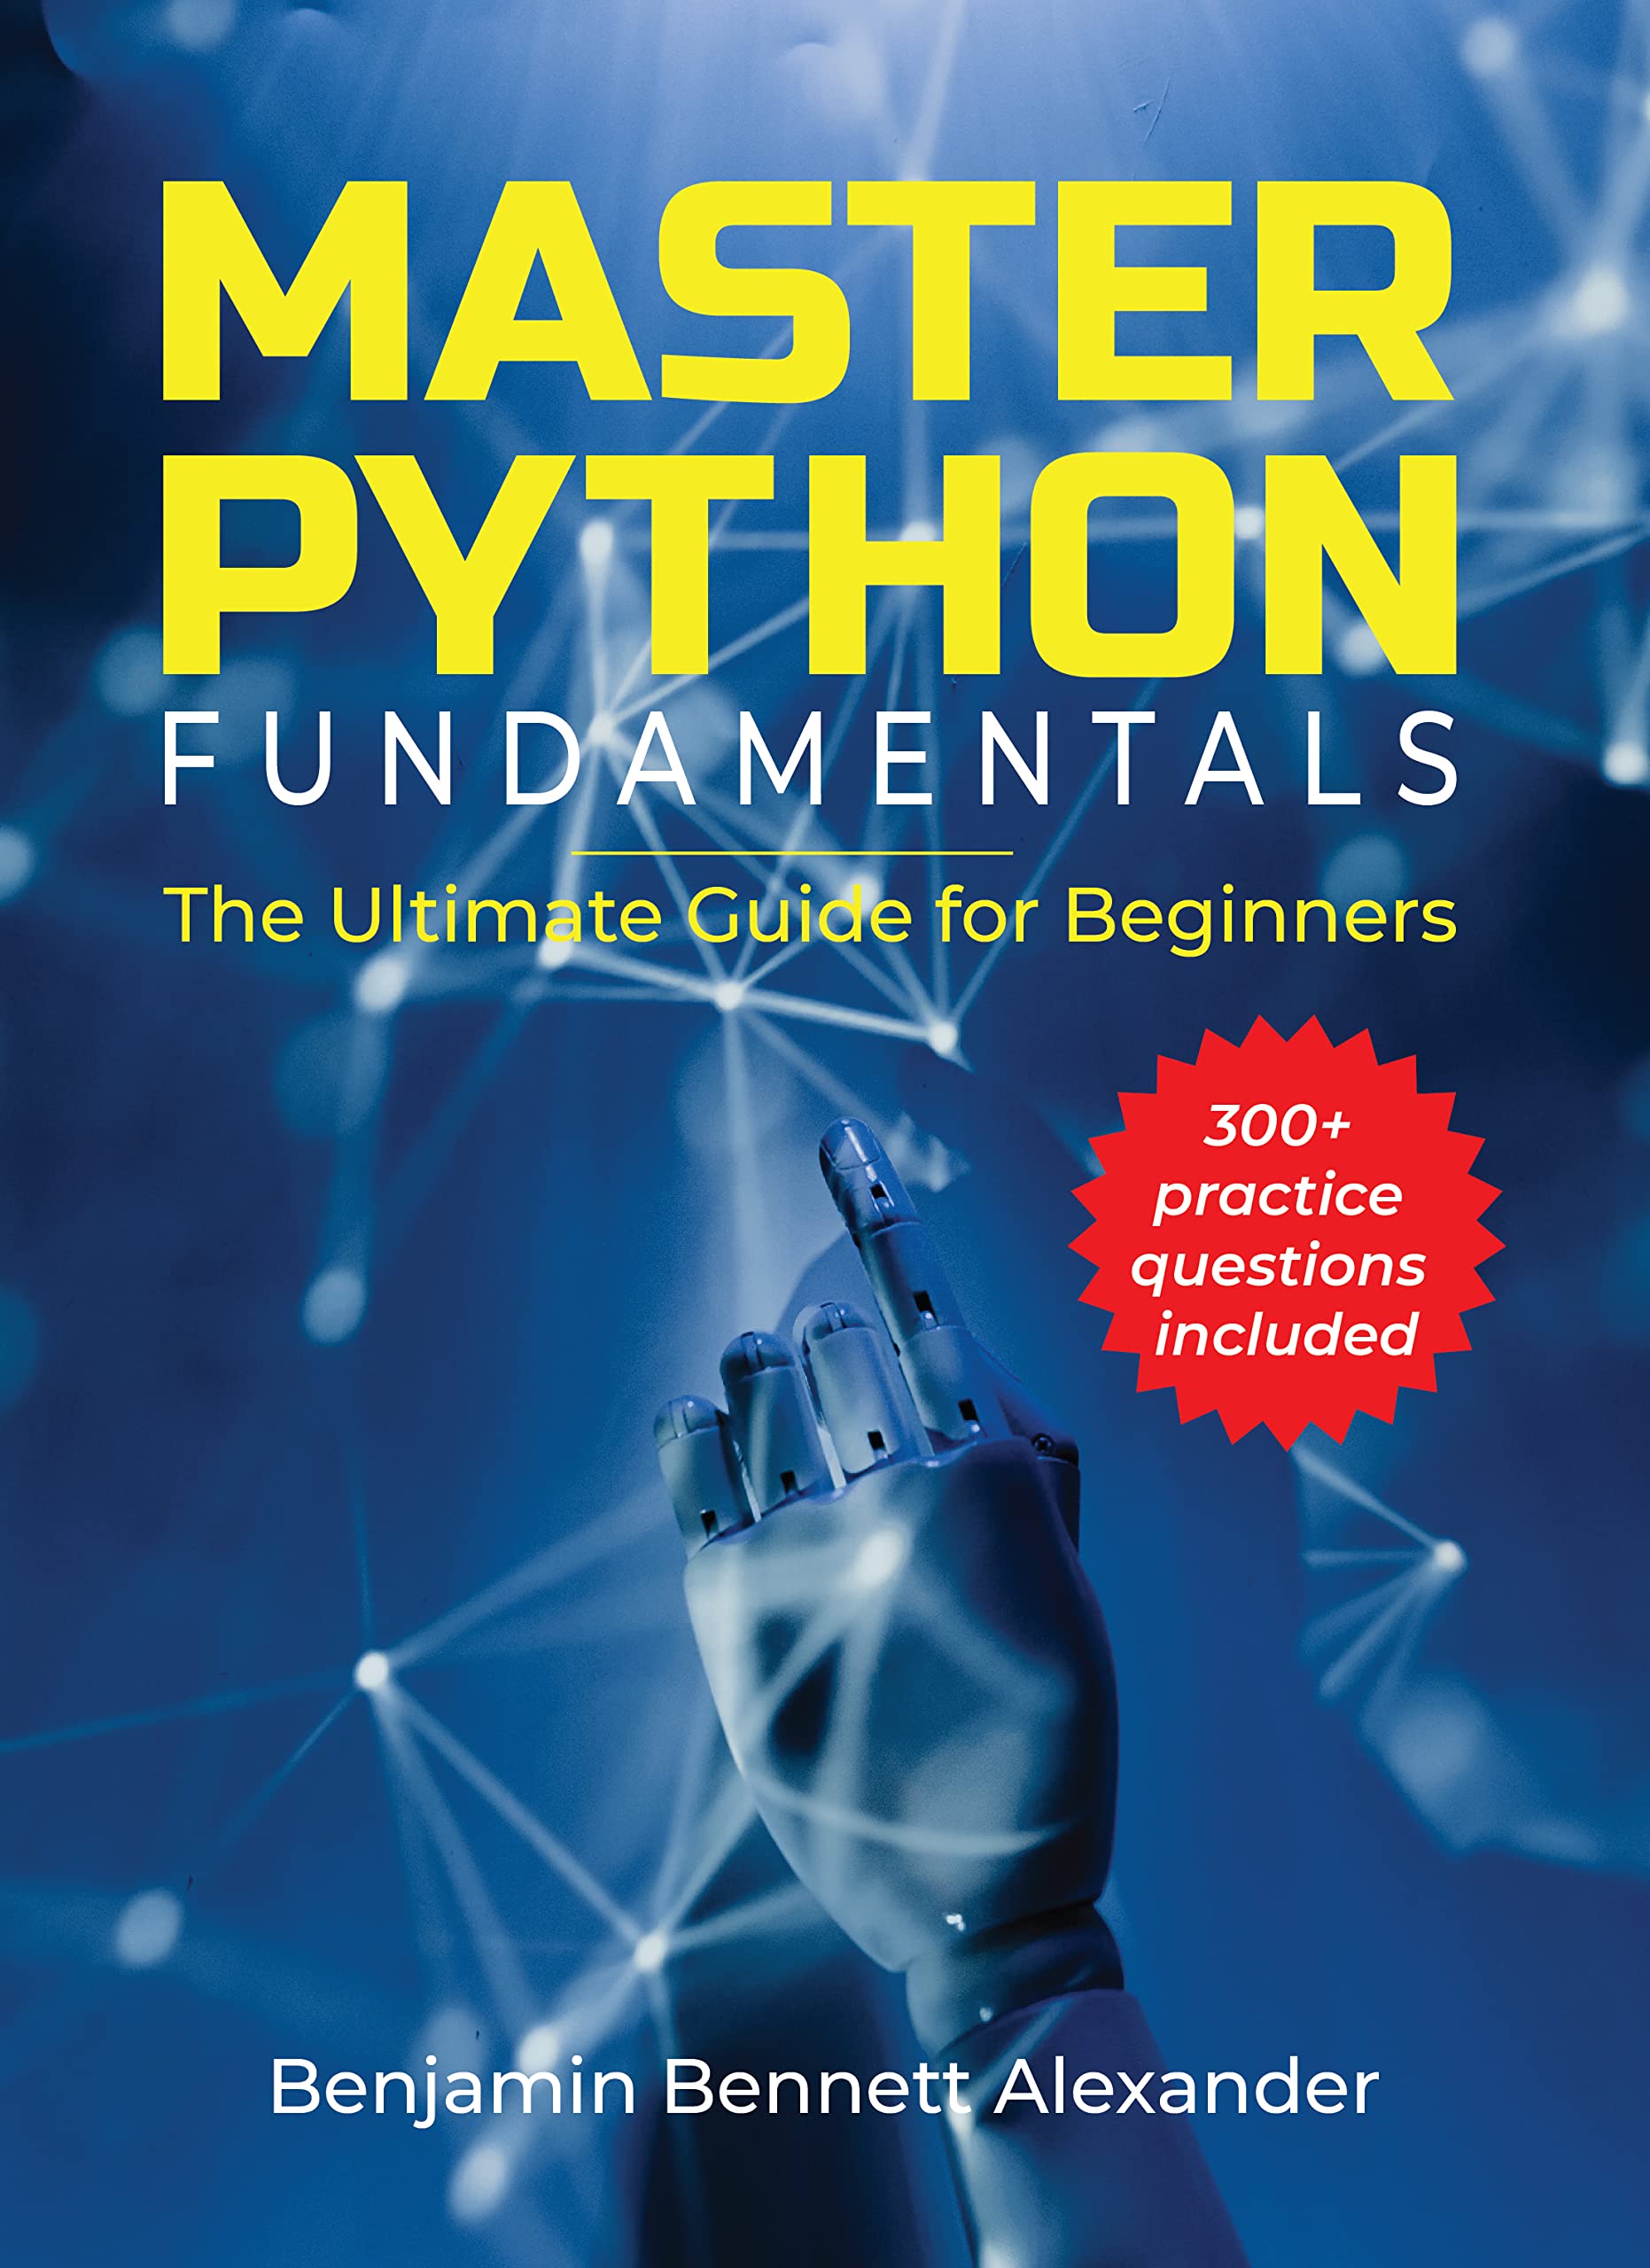 MASTER
PYTHON
FUNDAMENTALS
The Ultimate Guide for Beginners
300+
practice
questions
included
Benjamin Bennett Alexander